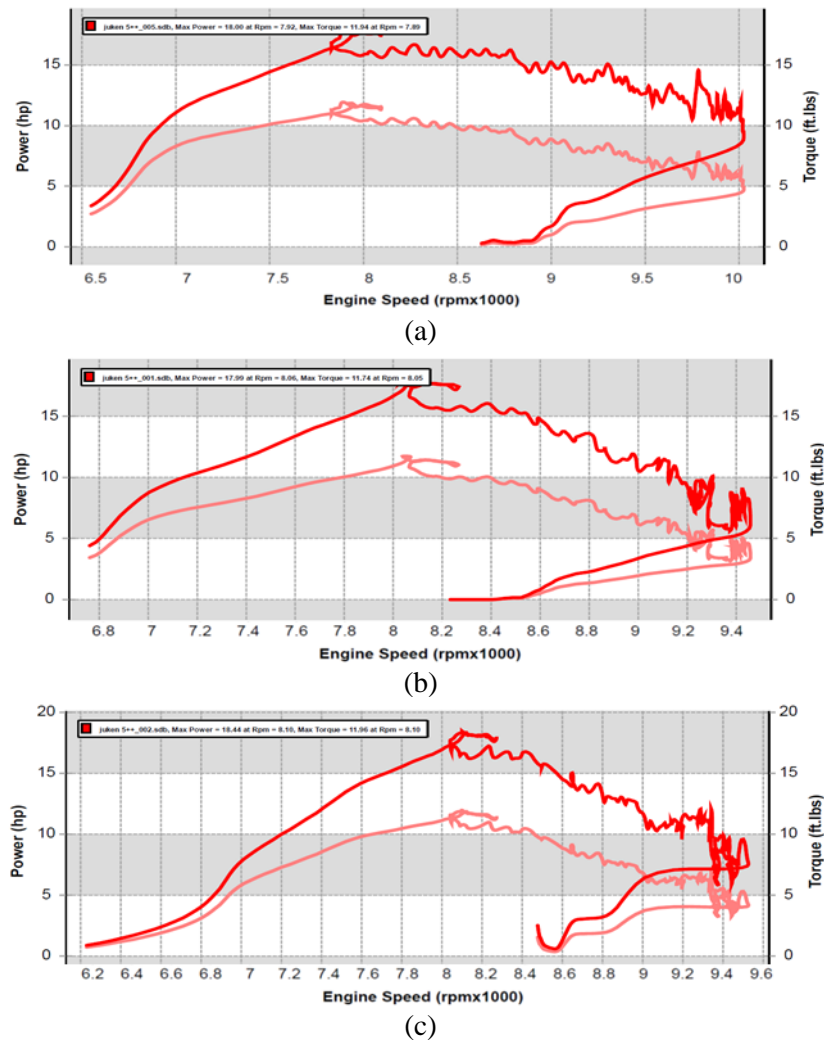 juken 5++_005.sdb, Max Power = 18.00 at Rpm = 7.92, Max Torque = 11.94 at Rpm = 7.89
Power (hp)
15
10
5
0
15
10
5
0
Torque (ft.lbs)
6.5 7 7.5 8 8.5 9 9.5 10
Engine Speed (rpmx1000)
(a)
juken 5++_001.sdb, Max Power = 17.99 at Rpm = 8.06, Max Torque = 11.74 at Rpm = 8.05
Power (hp)
15
10
5
0
15
10
5
0
Torque (ft.lbs)
6.8 7 7.2 7.4 7.6 7.8 8 8.2 8.4 8.6 8.8 9 9.2 9.4
Engine Speed (rpmx1000)
(b)
juken 5++_002.sdb, Max Power = 18.44 at Rpm = 8.10, Max Torque = 11.96 at Rpm = 8.10
Power (hp)
20
15
10
5
0
20
15
10
5
0
Torque (ft.lbs)
6.2 6.4 6.6 6.8 7 7.2 7.4 7.6 7.8 8 8.2 8.4 8.6 8.8 9 9.2 9.4 9.6
Engine Speed (rpmx1000)
(c)